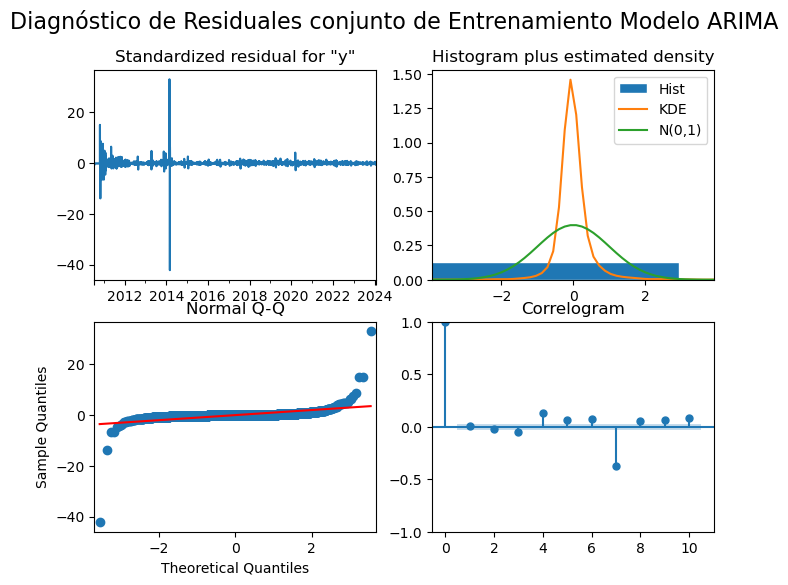 Diagnóstico de Residuales conjunto de Entrenamiento Modelo ARIMA
Standardized residual for "y"
20
0
−20
−40
2012 2014 2016 2018 2020 2022 2024
Histogram plus estimated density
1.50
1.25
1.00
0.75
0.50
0.25
0.00
−2 0 2
Hist
KDE
N(0,1)
Normal Q-Q
Sample Quantiles
20
0
−20
−40
−2 0 2
Theoretical Quantiles
Correlogram
1.0
0.5
0.0
−0.5
−1.0
0 2 4 6 8 10